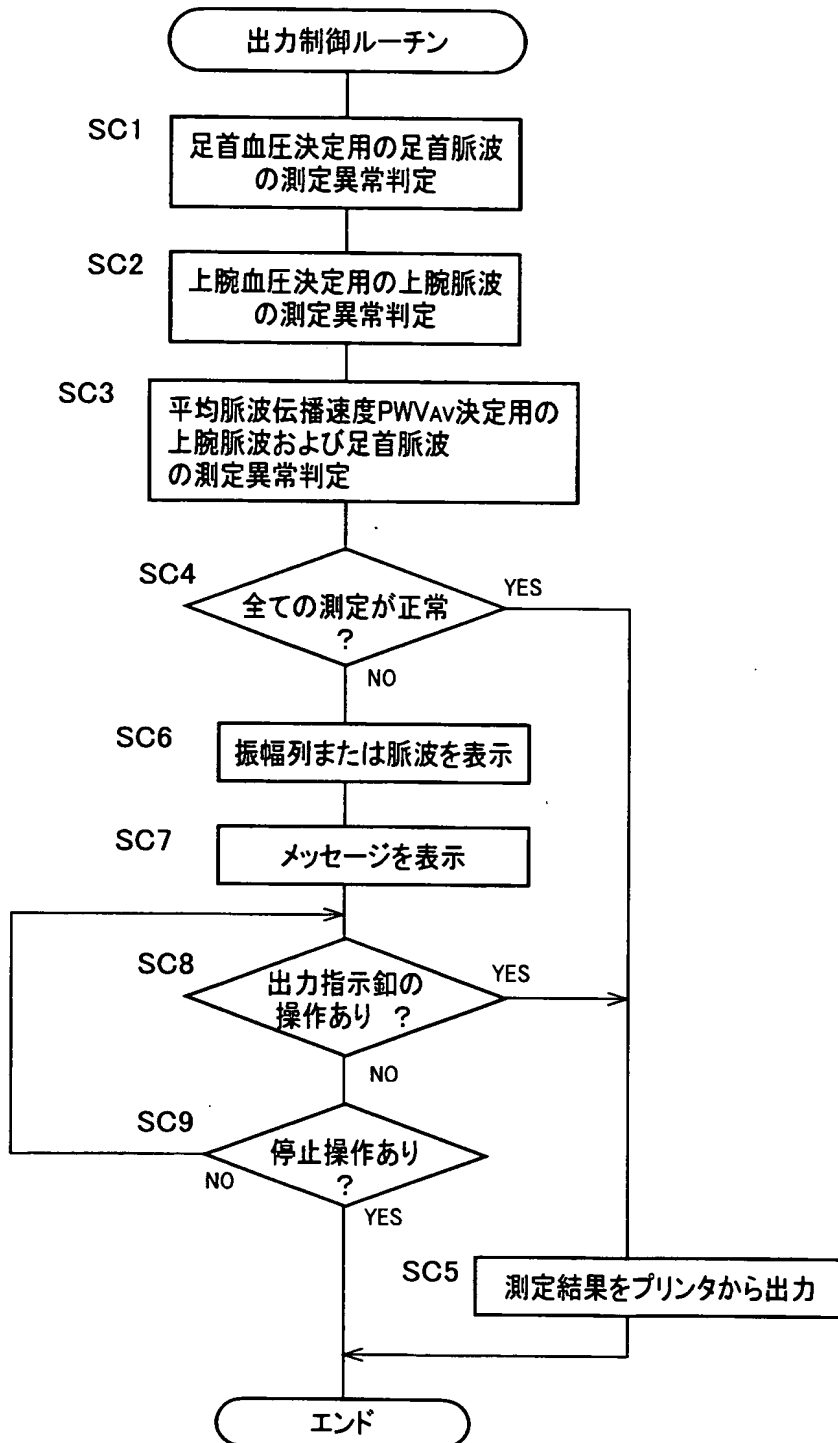 出力制御ルーチン
SC1
足首血圧決定用の足首脈波
の測定異常判定
SC2
上腕血圧決定用の上腕脈波
の測定異常判定
SC3
平均脈波伝播速度PWVAV決定用の
上腕脈波および足首脈波
の測定異常判定
SC4
全ての測定が正常
?
YES
NO
SC6
振幅列または脈波を表示
SC7
メッセージを表示
SC8
出力指示釦の
操作あり ?
YES
NO
SC9
停止操作あり
?
NO
YES
SC5
測定結果をプリンタから出力
エンド